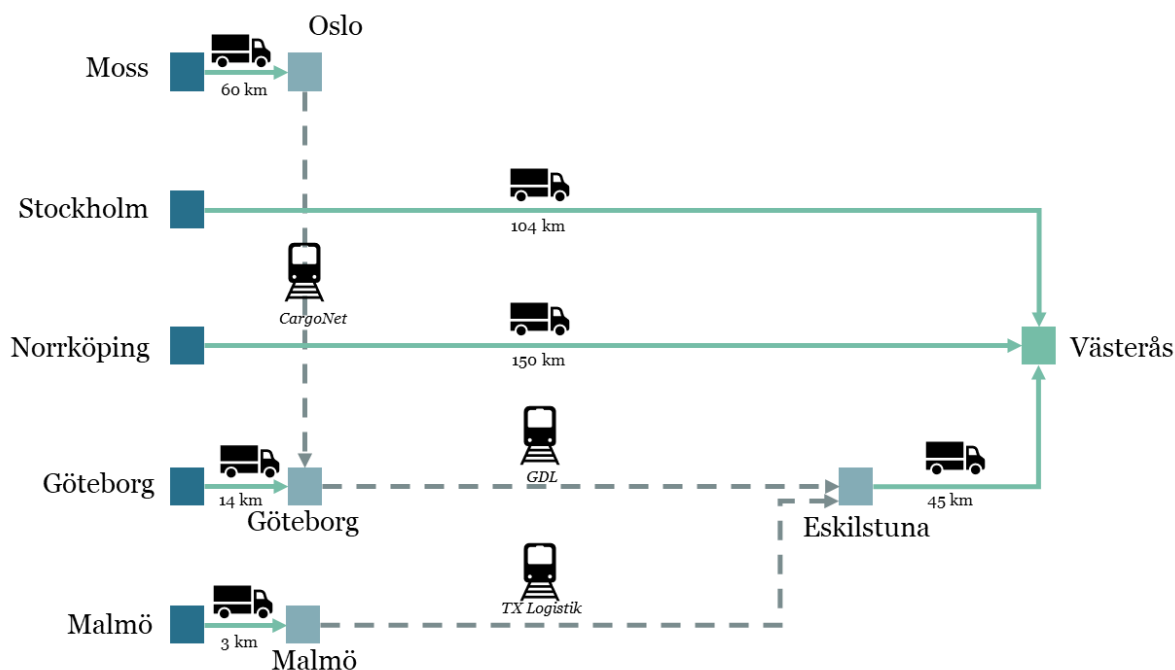 Oslo
Moss
60 km
Stockholm
104 km
CargoNet
Norrköping
150 km
Västerås
Göteborg
14 km
Göteborg
GDL
45 km
Eskilstuna
TX Logistik
Malmö
3 km
Malmö